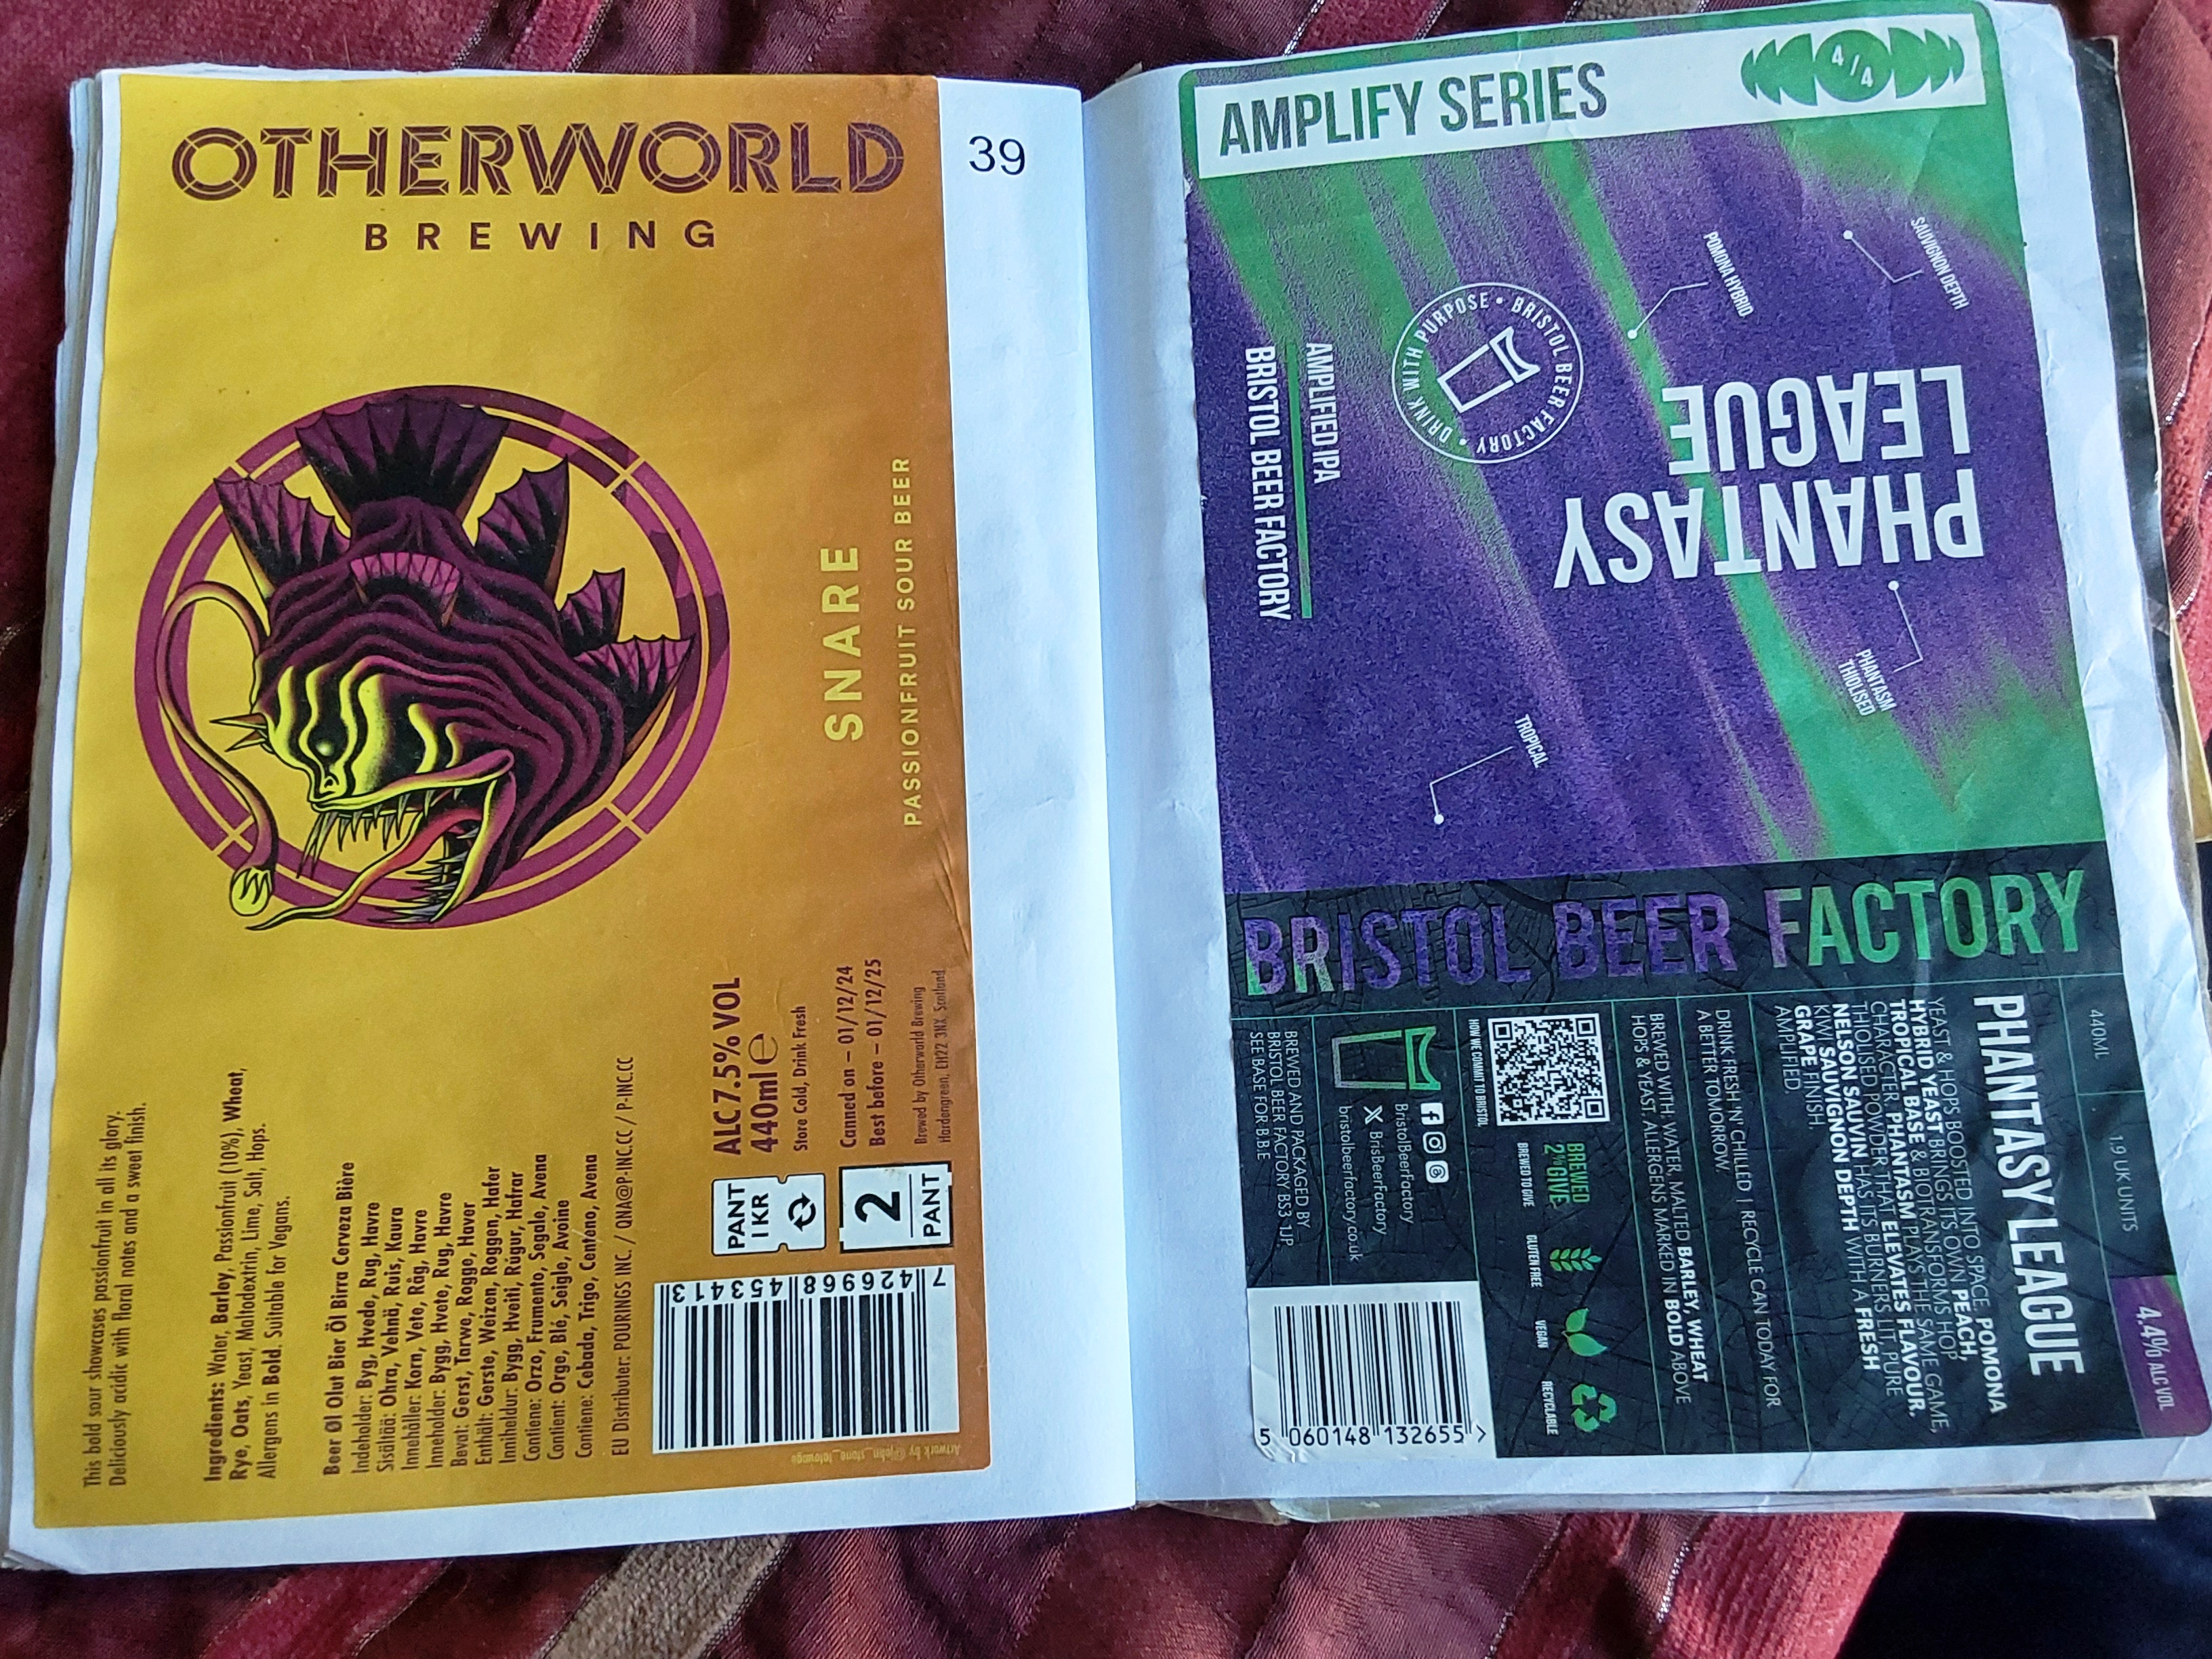 OTHERWORLD
BREWING
SNARE
PASSIONFRUIT SOUR BEER
This bold sour showcases passionfruit in all its glory.
Deliciously acidic with floral notes and a sweet finish.
Ingredients: Water, Barley, Passionfruit (10%), Wheat,
Rye, Oats, Yeast, Maltodextrin, Lime, Salt, Hops.
Allergens in Bold. Suitable for Vegans.
Beer Øl Olut Bier Öl Birra Cerveza Bière
Indeholder: Byg, Hvede, Rug, Havre
Sisältää: Ohra, Vehnä, Ruis, Kaura
Innehåller: Korn, Vete, Råg, Havre
Inneholder: Bygg, Hvete, Rug, Havre
Bevat: Gerst, Tarwe, Rogge, Haver
Enthält: Gerste, Weizen, Roggen, Hafer
Inniheldur: Bygg, Hveiti, Rúgur, Hafrar
Contiene: Orzo, Frumento, Segale, Avena
Contient: Orge, Blé, Seigle, Avoine
Contiene: Cebada, Trigo, Centeno, Avena
EU Distributer: POURINGS INC. / QNA@P-INC.CC / P-INC.CC
ALC 7.5% VOL
440ml e
Store Cold, Drink Fresh
Canned on – 01/12/24
Best before – 01/12/25
Brewed by Otherworld Brewing
Hardengreen, EH22 3NX, Scotland
PANT
1 KR
2
PANT
7 426968 453413
Artwork by @john_stone_tatowage
39
AMPLIFY SERIES
4/4
SAUVIGNON DEPTH
POMONA HYBRID
DRINK WITH PURPOSE • BRISTOL BEER FACTORY •
PHANTASY
LEAGUE
AMPLIFIED IPA
BRISTOL BEER FACTORY
PHANTASM
THIOLISED
TROPICAL
BRISTOL BEER FACTORY
440ML
1.9 UK UNITS
4.4% ALC VOL
PHANTASY LEAGUE
YEAST & HOPS BOOSTED INTO SPACE. POMONA
HYBRID YEAST BRINGS ITS OWN PEACH,
TROPICAL BASE & BIOTRANSFORMS HOP
CHARACTER. PHANTASM PLAYS THE SAME GAME,
THIOLISED POWDER THAT ELEVATES FLAVOUR.
NELSON SAUVIN HAS ITS BURNERS LIT, PURE
KIWI SAUVIGNON DEPTH WITH A FRESH
GRAPE FINISH.
AMPLIFIED.
DRINK FRESH 'N' CHILLED | RECYCLE CAN TODAY FOR
A BETTER TOMORROW
BREWED WITH: WATER, MALTED BARLEY, WHEAT
HOPS & YEAST. ALLERGENS MARKED IN BOLD ABOVE
HOW WE COMMIT TO BRISTOL
BREWED
2 GIVE
BREWED TO GIVE
GLUTEN FREE
VEGAN
RECYCLABLE
BristolBeerFactory
X BrisBeerFactory
bristolbeerfactory.co.uk
BREWED AND PACKAGED BY
BRISTOL BEER FACTORY BS3 1JP.
SEE BASE FOR B.B.E
5 060148 132655 >